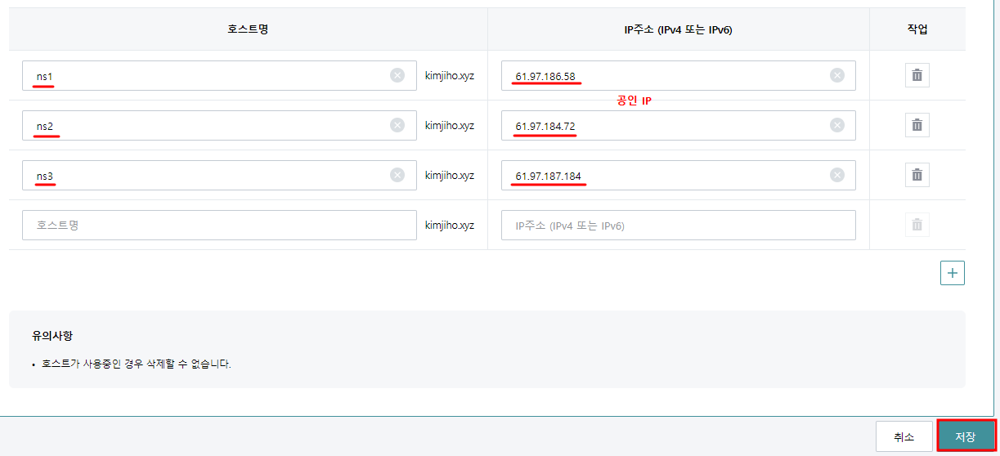 호스트명 IP주소 (IPv4 또는 IPv6) 작업
ns1 kimjiho.xyz 61.97.186.58
공인 IP
ns2 kimjiho.xyz 61.97.184.72
ns3 kimjiho.xyz 61.97.187.184
호스트명 kimjiho.xyz IP주소 (IPv4 또는 IPv6)
유의사항
• 호스트가 사용중인 경우 삭제할 수 없습니다.
취소 저장